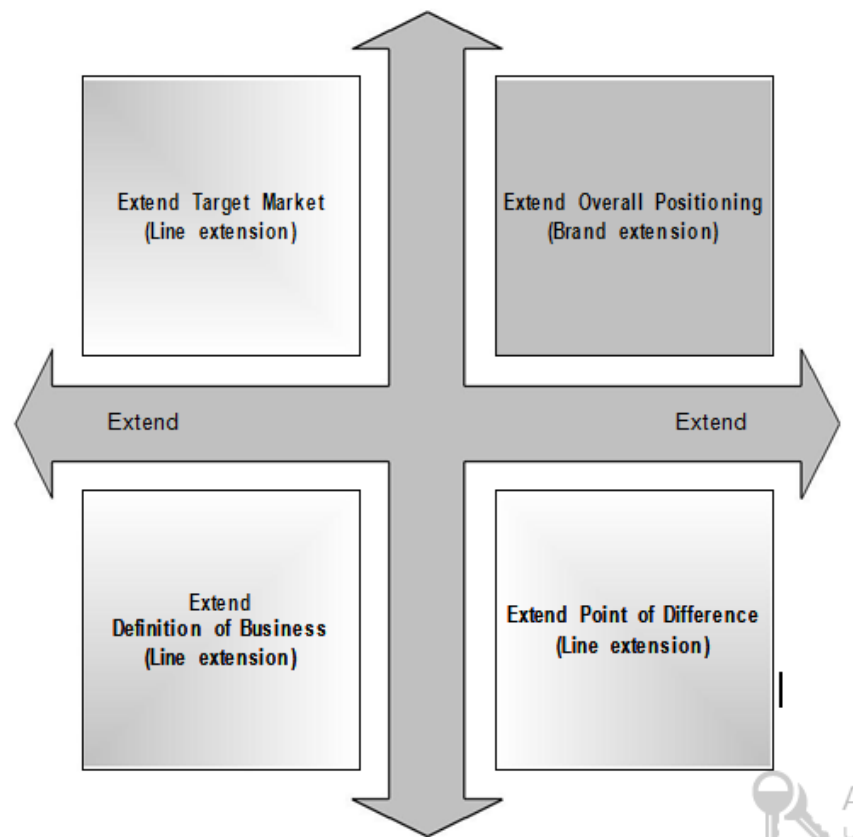 Extend Target Market
(Line extension)
Extend Overall Positioning
(Brand extension)
Extend
Extend
Extend
Definition of Business
(Line extension)
Extend Point of Difference
(Line extension)
A